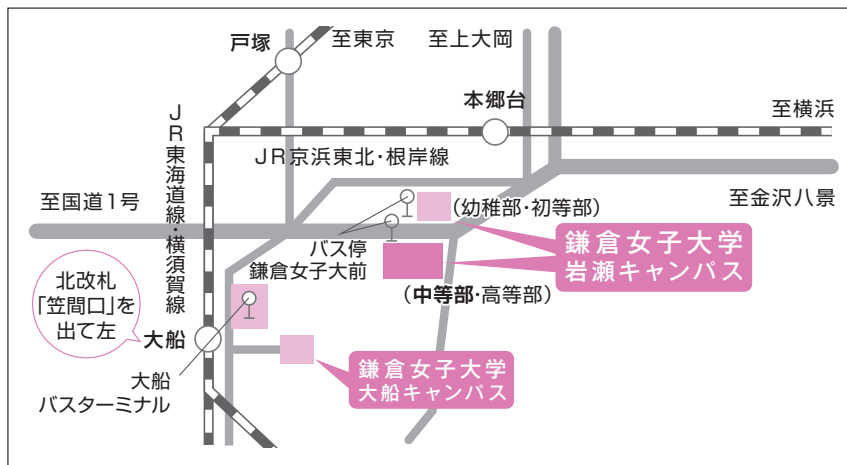 戸塚
至東京
至上大岡
本郷台
至横浜
JR東海道線・横須賀線
JR京浜東北・根岸線
至国道1号
至金沢八景
(幼稚部・初等部)
バス停
鎌倉女子大前
鎌倉女子大学
岩瀬キャンパス
(中等部・高等部)
北改札
「笠間口」を
出て左
大船
鎌倉女子大学
大船キャンパス
大船
バスターミナル